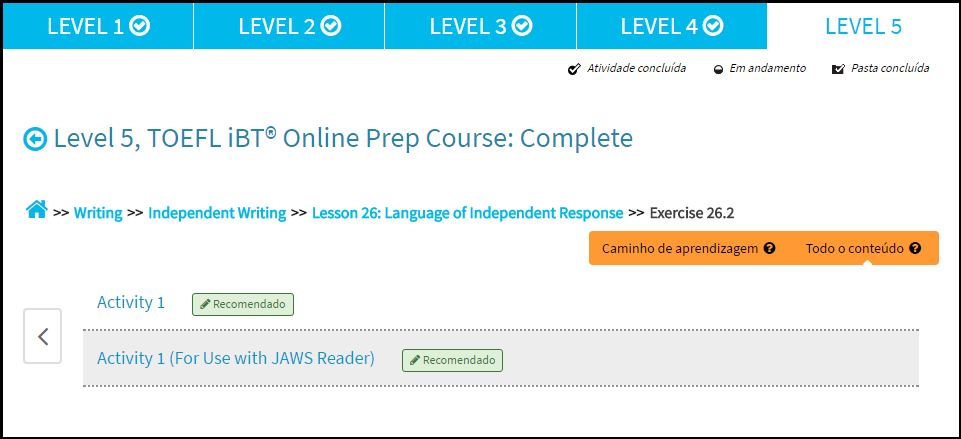 LEVEL 1 LEVEL 2 LEVEL 3 LEVEL 4 LEVEL 5
Atividade concluída Em andamento Pasta concluída
Level 5, TOEFL iBT® Online Prep Course: Complete
>> Writing >> Independent Writing >> Lesson 26: Language of Independent Response >> Exercise 26.2
Caminho de aprendizagem ? Todo o conteúdo ?
Activity 1 Recomendado
Activity 1 (For Use with JAWS Reader) Recomendado